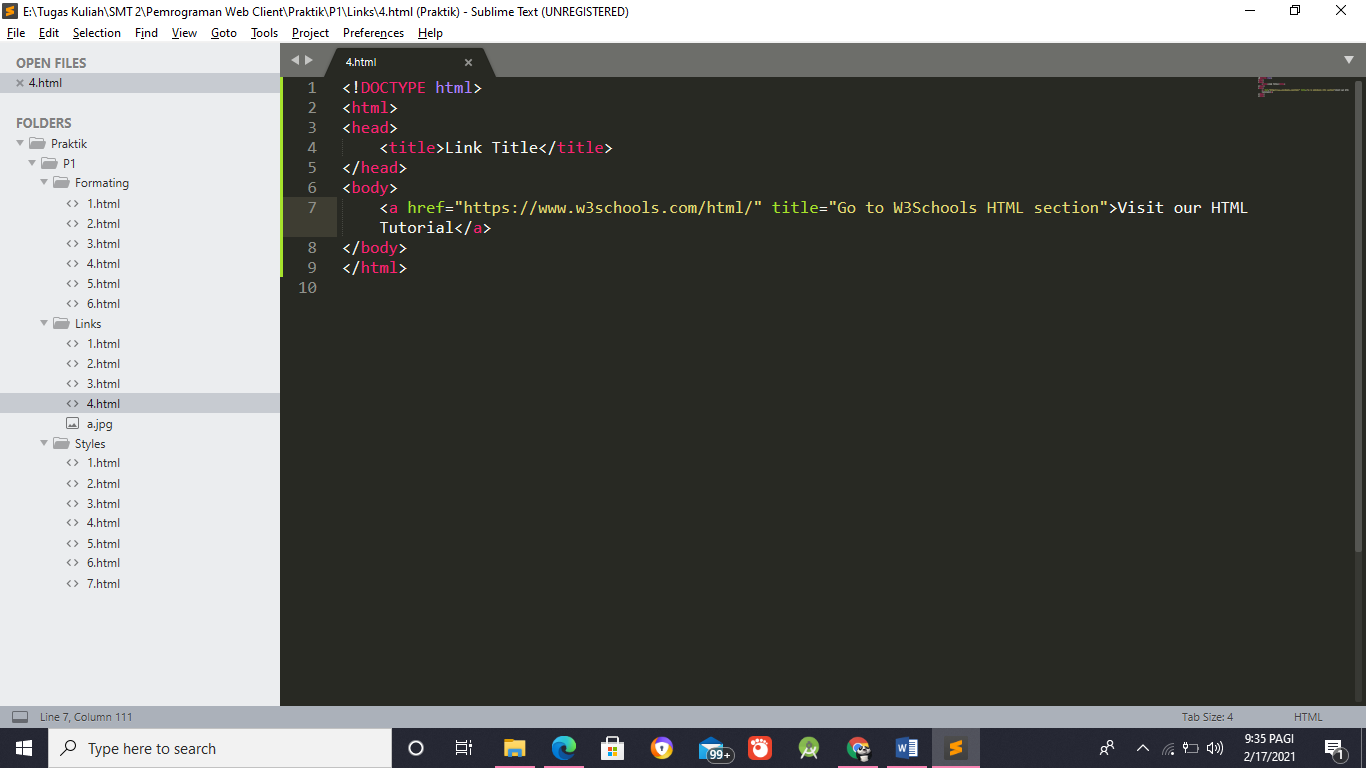 E:\Tugas Kuliah\SMT 2\Pemrograman Web Client\Praktik\P1\Links\4.html (Praktik) - Sublime Text (UNREGISTERED)
File Edit Selection Find View Goto Tools Project Preferences Help
OPEN FILES
4.html
FOLDERS
Praktik
P1
Formating
1.html
2.html
3.html
4.html
5.html
6.html
Links
1.html
2.html
3.html
4.html
a.jpg
Styles
1.html
2.html
3.html
4.html
5.html
6.html
7.html
4.html
1 <!DOCTYPE html>
2 <html>
3 <head>
4 <title>Link Title</title>
5 </head>
6 <body>
7 <a href="https://www.w3schools.com/html/" title="Go to W3Schools HTML section">Visit our HTML
Tutorial</a>
8 </body>
9 </html>
10
Line 7, Column 111 Tab Size: 4 HTML
Type here to search
99+
9:35 PAGI
2/17/2021
1